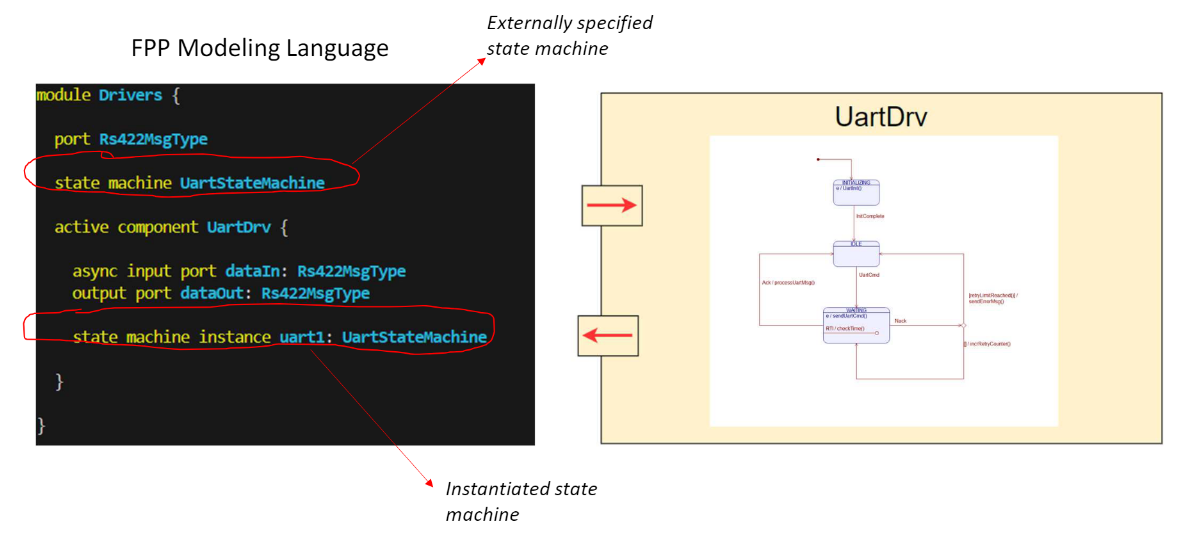 Externally specified
state machine
FPP Modeling Language
module Drivers {
port Rs422MsgType
state machine UartStateMachine
active component UartDrv {
async input port dataIn: Rs422MsgType
output port dataOut: Rs422MsgType
state machine instance uart1: UartStateMachine
}
}
Instantiated state
machine
UartDrv
INITIALIZING
e / UartInit()
InitComplete
IDLE
UartCmd
Ack / processUartMsg()
WAITING
e / sendUartCmd()
RTI / checkTime()
Nack
[retryLimitReached()] /
sendErrorMsg()
[] / incrRetryCounter()